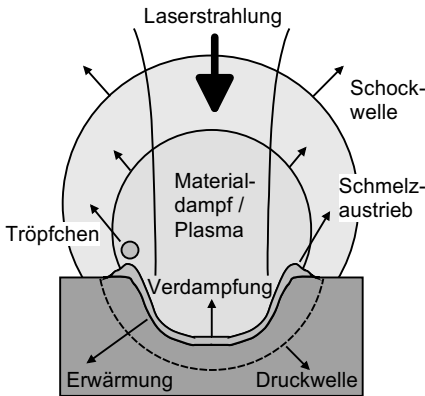 Laserstrahlung
Schock-
welle
Material-
dampf /
Plasma
Schmelz-
austrieb
Tröpfchen
Verdampfung
Erwärmung
Druckwelle